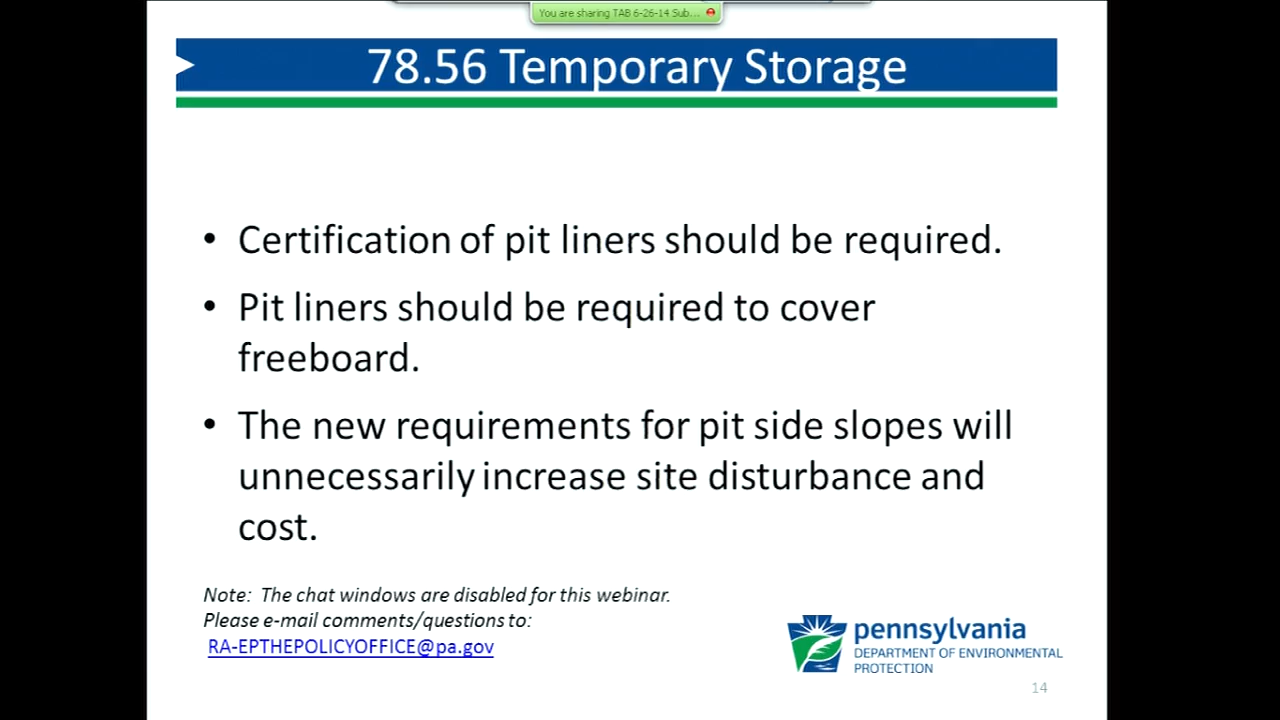 You are sharing TAB 6-26-14 Sub...
78.56 Temporary Storage
• Certification of pit liners should be required.
• Pit liners should be required to cover
freeboard.
• The new requirements for pit side slopes will
unnecessarily increase site disturbance and
cost.
Note: The chat windows are disabled for this webinar.
Please e-mail comments/questions to:
RA-EPTHEPOLICYOFFICE@pa.gov
pennsylvania
DEPARTMENT OF ENVIRONMENTAL
PROTECTION
14